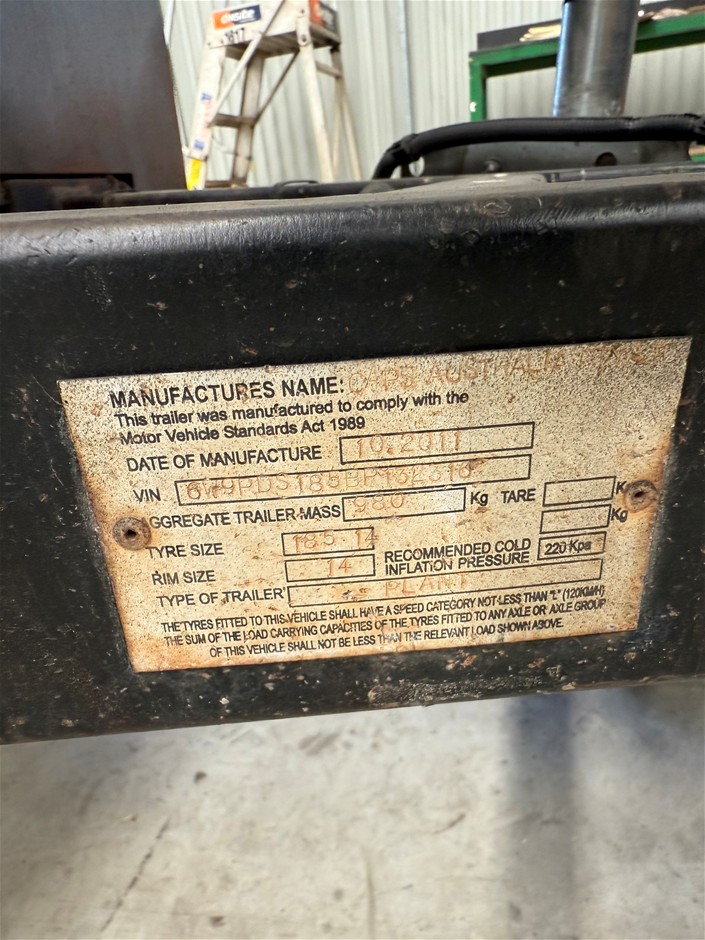 1617
MANUFACTURES NAME: CAPS AUSTRALIA
This trailer was manufactured to comply with the
Motor Vehicle Standards Act 1989
DATE OF MANUFACTURE 10.2011
VIN
GGREGATE TRAILER MASS 980 Kg TARE K
Kg
TYRE SIZE 185 14
RIM SIZE 14 RECOMMENDED COLD INFLATION PRESSURE 220 Kpa
TYPE OF TRAILER PLANT
THE TYRES FITTED TO THIS VEHICLE SHALL HAVE A SPEED CATEGORY NOT LESS THAN "L" (120KM/H)
THE SUM OF THE LOAD CARRYING CAPACITIES OF THE TYRES FITTED TO ANY AXLE OR AXLE GROUP
OF THIS VEHICLE SHALL NOT BE LESS THAN THE RELEVANT LOAD SHOWN ABOVE.